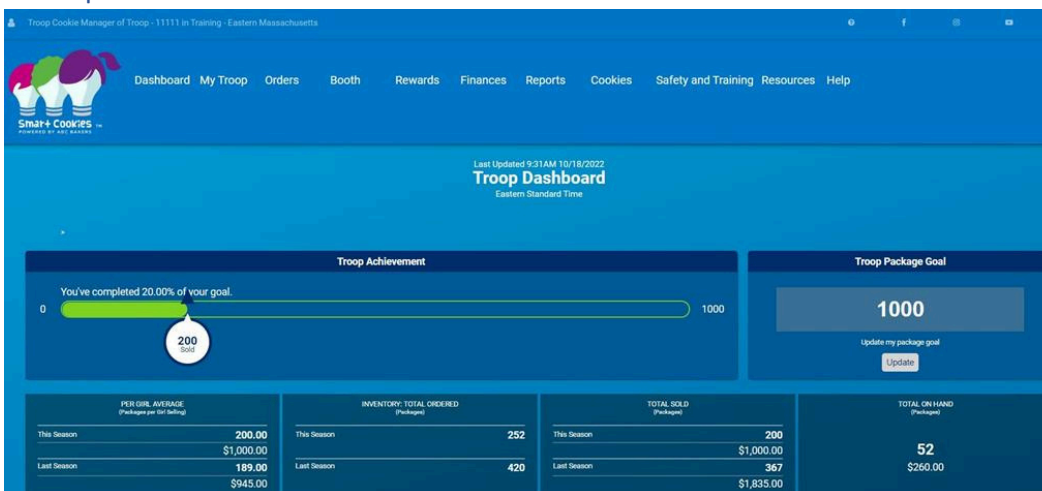 Troop Cookie Manager of Troop - 11111 in Training - Eastern Massachusetts
Dashboard My Troop Orders Booth Rewards Finances Reports Cookies Safety and Training Resources Help
Smart Cookies TM
POWERED BY ABC BAKERS
Last Updated 9:31AM 10/18/2022
Troop Dashboard
Eastern Standard Time
Troop Achievement
You've completed 20.00% of your goal.
0
1000
200
Sold
Troop Package Goal
1000
Update my package goal
Update
PER GIRL AVERAGE
(Packages per Girl Selling)
This Season 200.00
$1,000.00
Last Season 189.00
$945.00
INVENTORY: TOTAL ORDERED
(Packages)
This Season 252
Last Season 420
TOTAL SOLD
(Packages)
This Season 200
$1,000.00
Last Season 367
$1,835.00
TOTAL ON HAND
(Packages)
52
$260.00